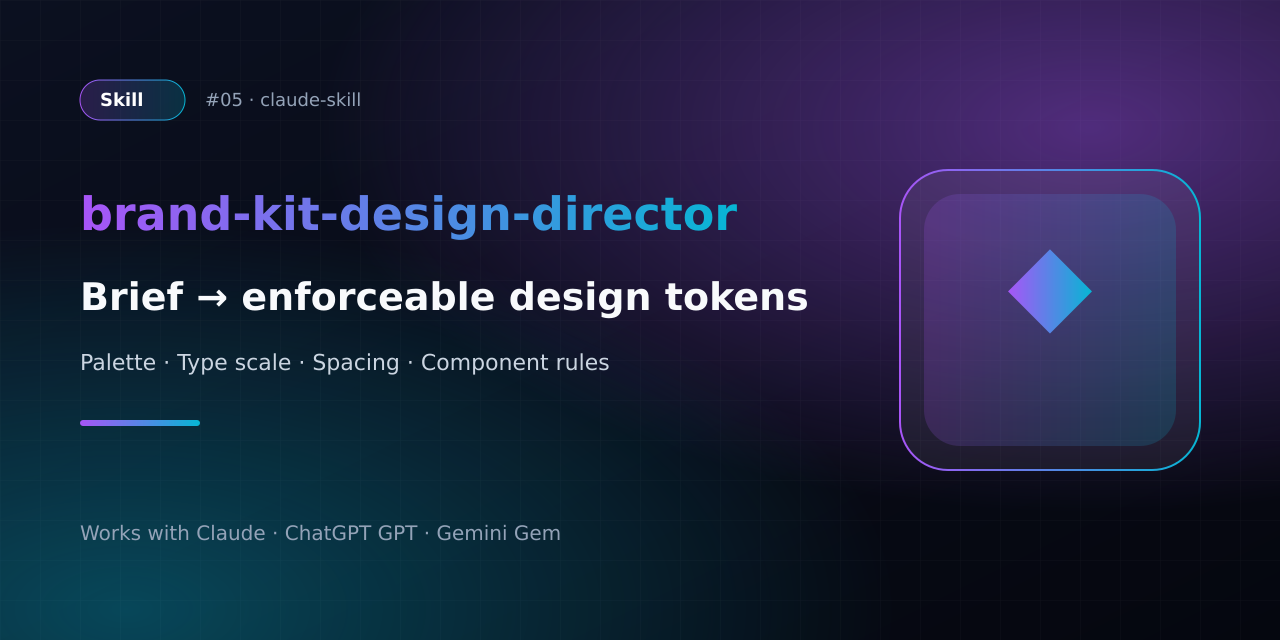 Skill
#05 · claude-skill
brand-kit-design-director
Brief → enforceable design tokens
Palette · Type scale · Spacing · Component rules
Works with Claude · ChatGPT GPT · Gemini Gem